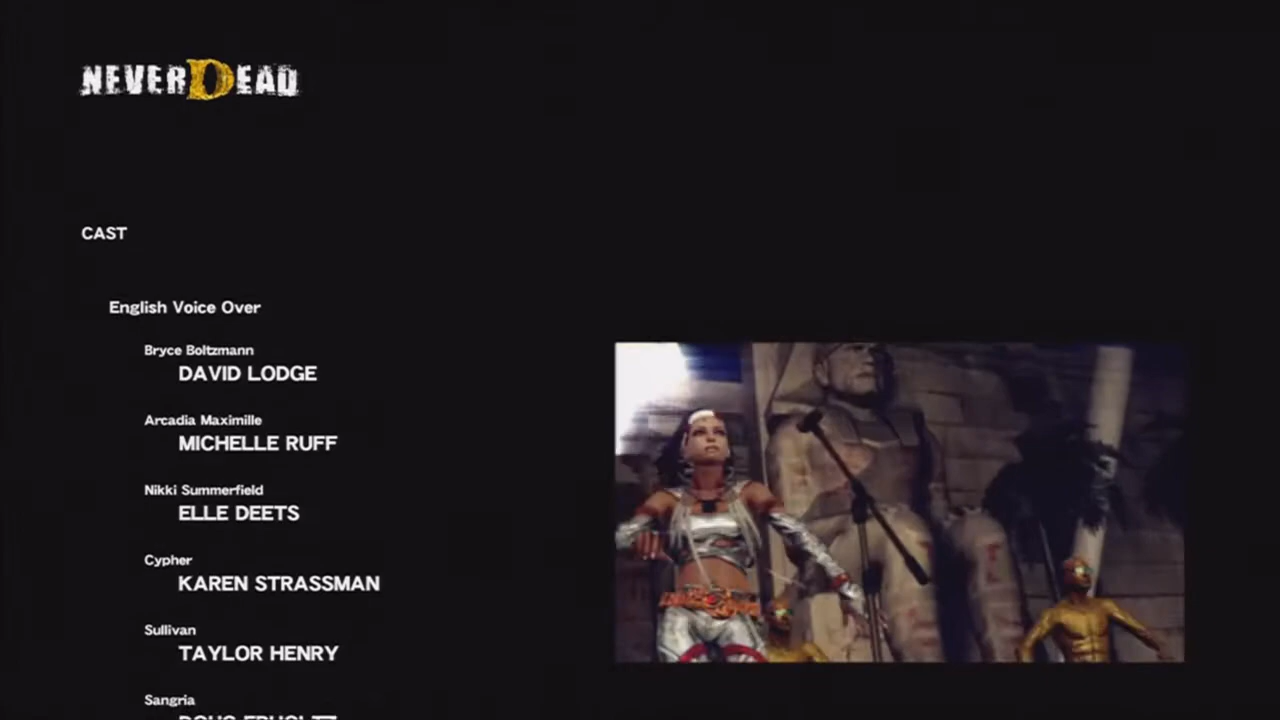 NEVERDEAD
CAST
English Voice Over
Bryce Boltzmann
DAVID LODGE
Arcadia Maximille
MICHELLE RUFF
Nikki Summerfield
ELLE DEETS
Cypher
KAREN STRASSMAN
Sullivan
TAYLOR HENRY
Sangria